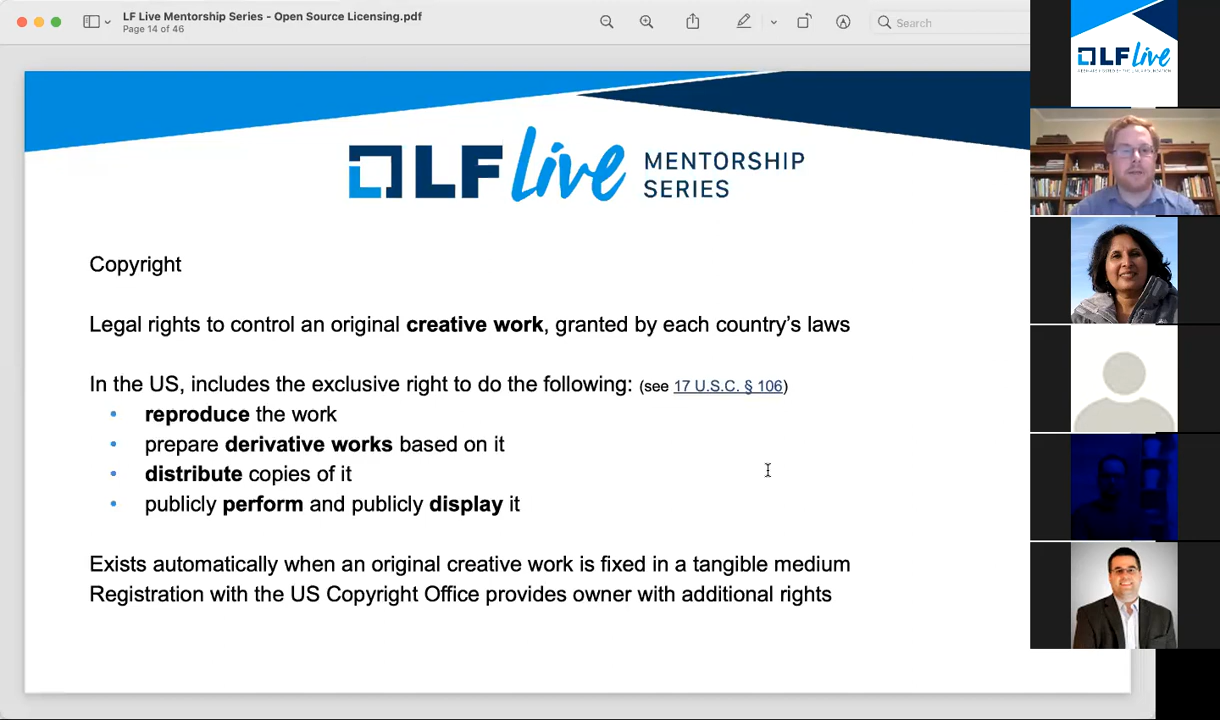 LF Live Mentorship Series - Open Source Licensing.pdf
Page 14 of 46
Search
LF live
MENTORSHIP
SERIES
LF live
Copyright
Legal rights to control an original creative work, granted by each country’s laws
In the US, includes the exclusive right to do the following: (see 17 U.S.C. § 106)
• reproduce the work
• prepare derivative works based on it
• distribute copies of it
• publicly perform and publicly display it
Exists automatically when an original creative work is fixed in a tangible medium
Registration with the US Copyright Office provides owner with additional rights